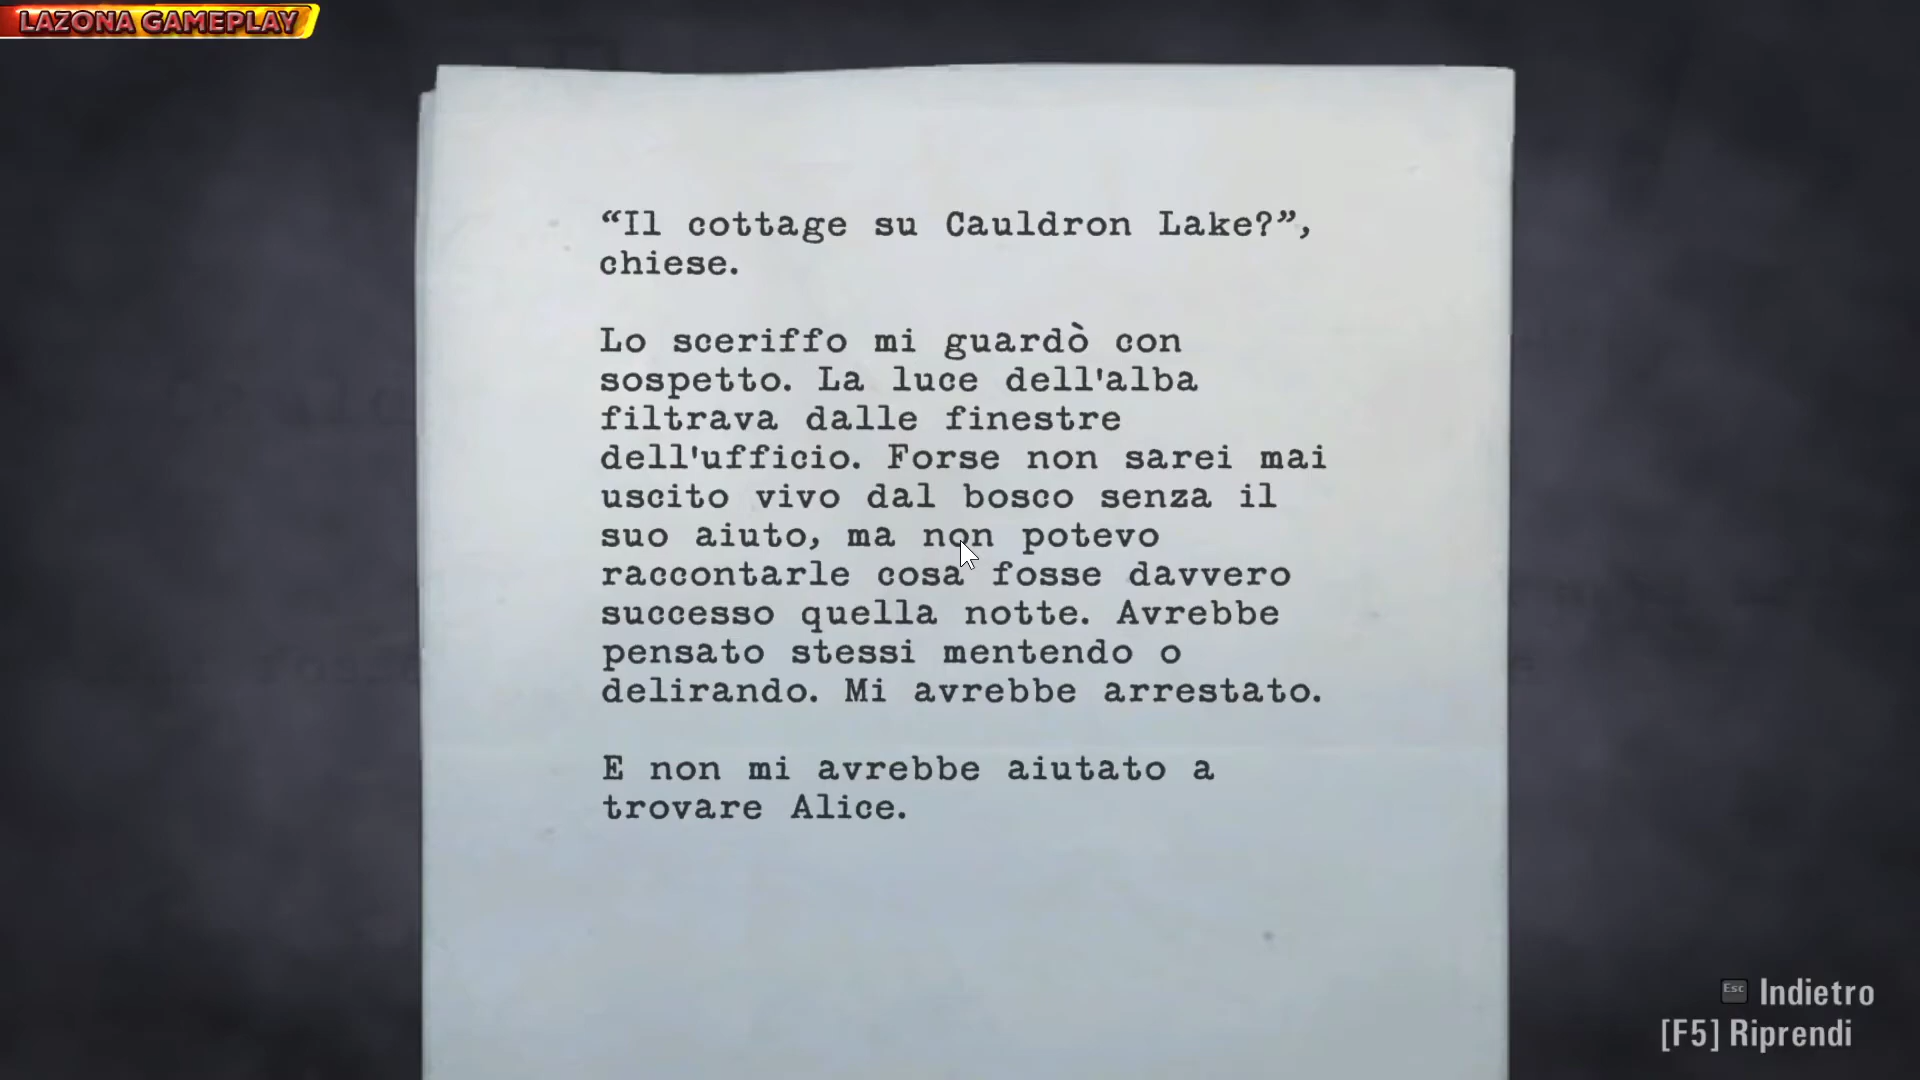 LAZONA GAMEPLAY
“Il cottage su Cauldron Lake?”,
chiese.
Lo sceriffo mi guardò con
sospetto. La luce dell'alba
filtrava dalle finestre
dell'ufficio. Forse non sarei mai
uscito vivo dal bosco senza il
suo aiuto, ma non potevo
raccontarle cosa fosse davvero
successo quella notte. Avrebbe
pensato stessi mentendo o
delirando. Mi avrebbe arrestato.
E non mi avrebbe aiutato a
trovare Alice.
Esc Indietro
[F5] Riprendi